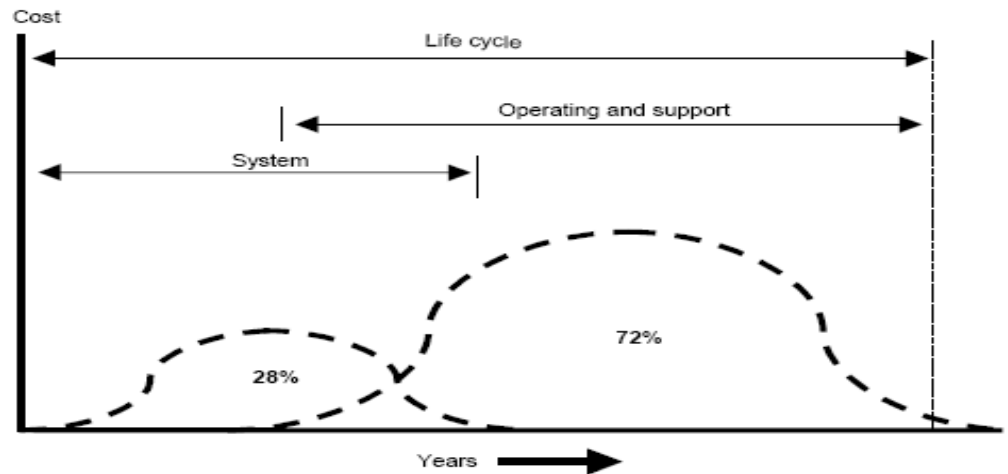 Cost
Life cycle
Operating and support
System
72%
28%
Years